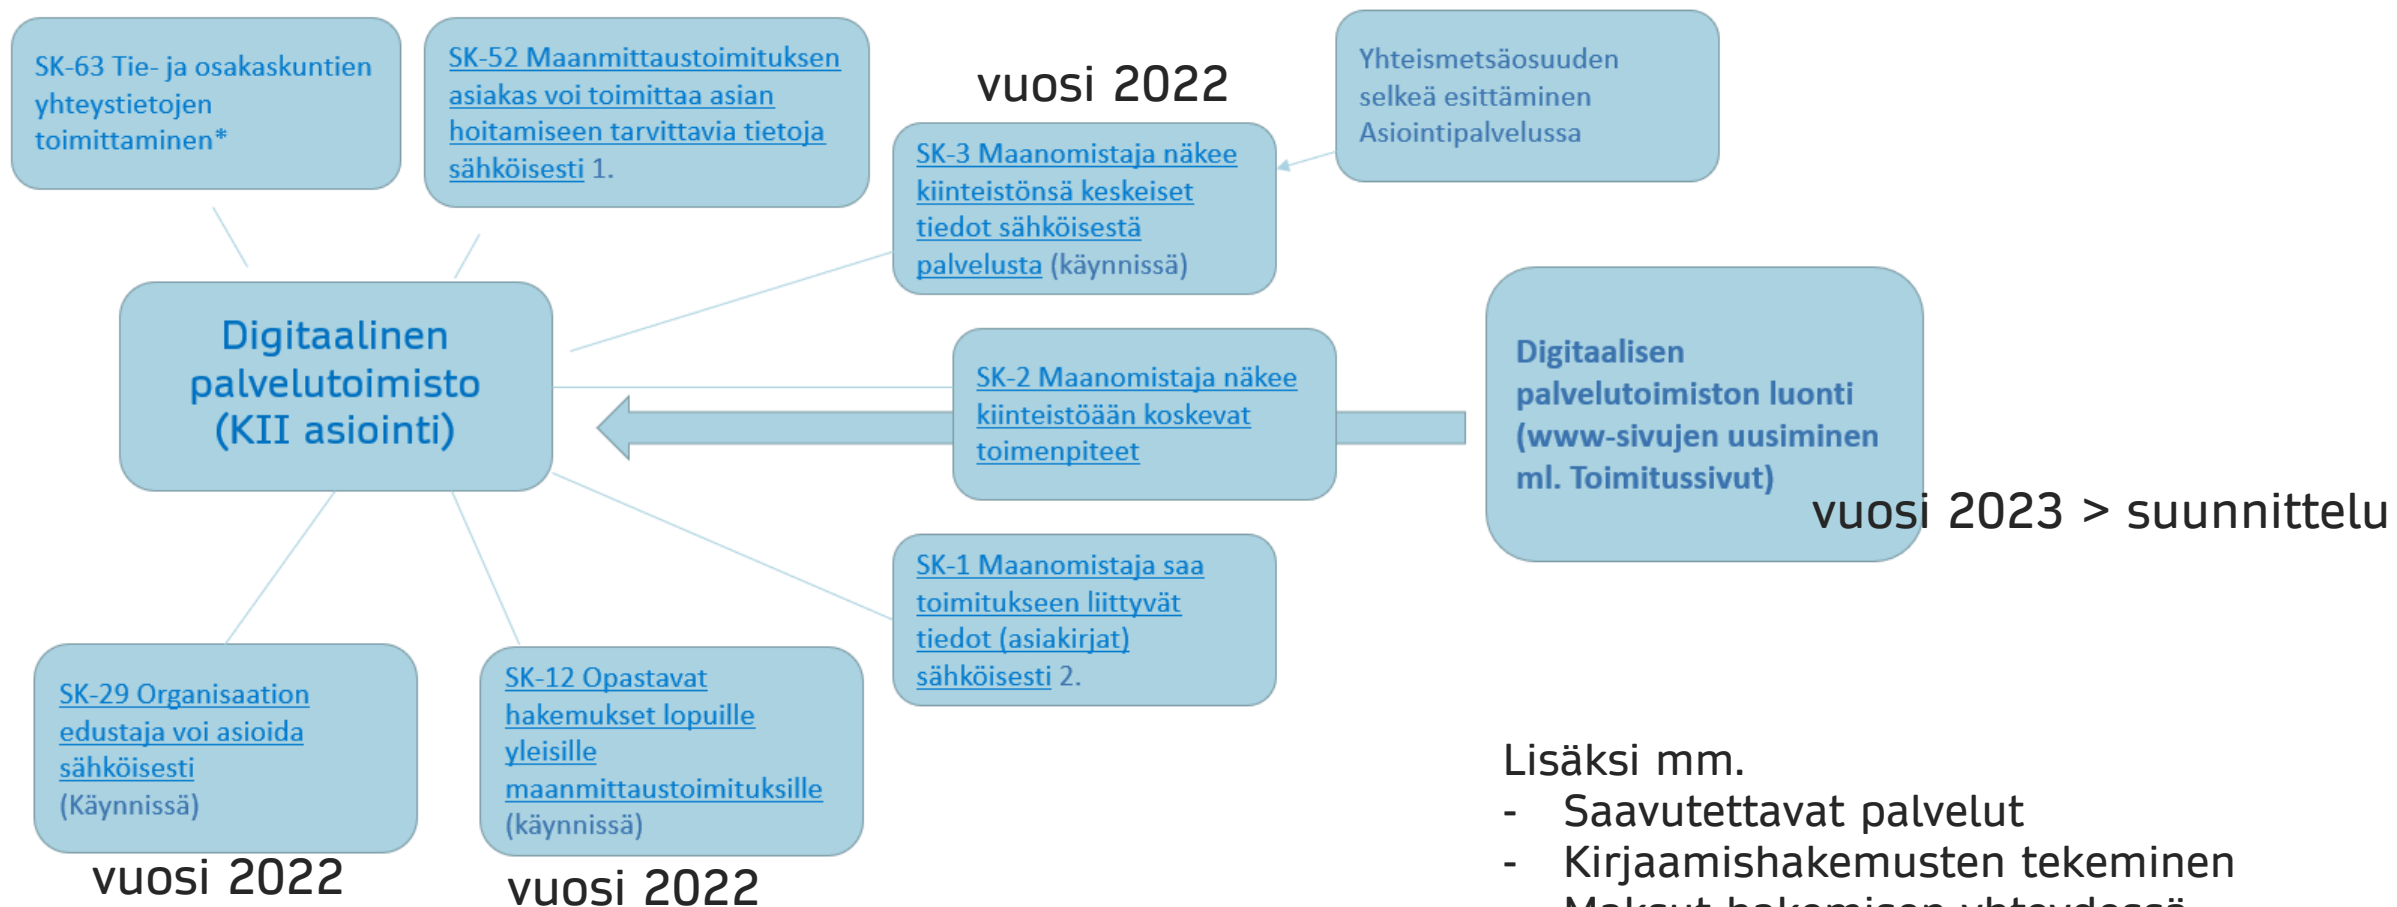 SK-63 Tie- ja osakaskuntien
yhteystietojen
toimittaminen*
SK-52 Maanmittaustoimituksen
asiakas voi toimittaa asian
hoitamiseen tarvittavia tietoja
sähköisesti 1.
vuosi 2022
SK-3 Maanomistaja näkee
kiinteistönsä keskeiset
tiedot sähköisestä
palvelusta (käynnissä)
Yhteismetsäosuuden
selkeä esittäminen
Asiointipalvelussa
Digitaalinen
palvelutoimisto
(KII asiointi)
SK-2 Maanomistaja näkee
kiinteistöään koskevat
toimenpiteet
Digitaalisen
palvelutoimiston luonti
(www-sivujen uusiminen
ml. Toimitussivut)
vuosi 2023 > suunnittelu
SK-1 Maanomistaja saa
toimitukseen liittyvät
tiedot (asiakirjat)
sähköisesti 2.
SK-29 Organisaation
edustaja voi asioida
sähköisesti
(Käynnissä)
vuosi 2022
SK-12 Opastavat
hakemukset lopuille
yleisille
maanmittaustoimituksille
(käynnissä)
vuosi 2022
Lisäksi mm.
- Saavutettavat palvelut
- Kirjaamishakemusten tekeminen
- Maksut hakemisen yhteydessä